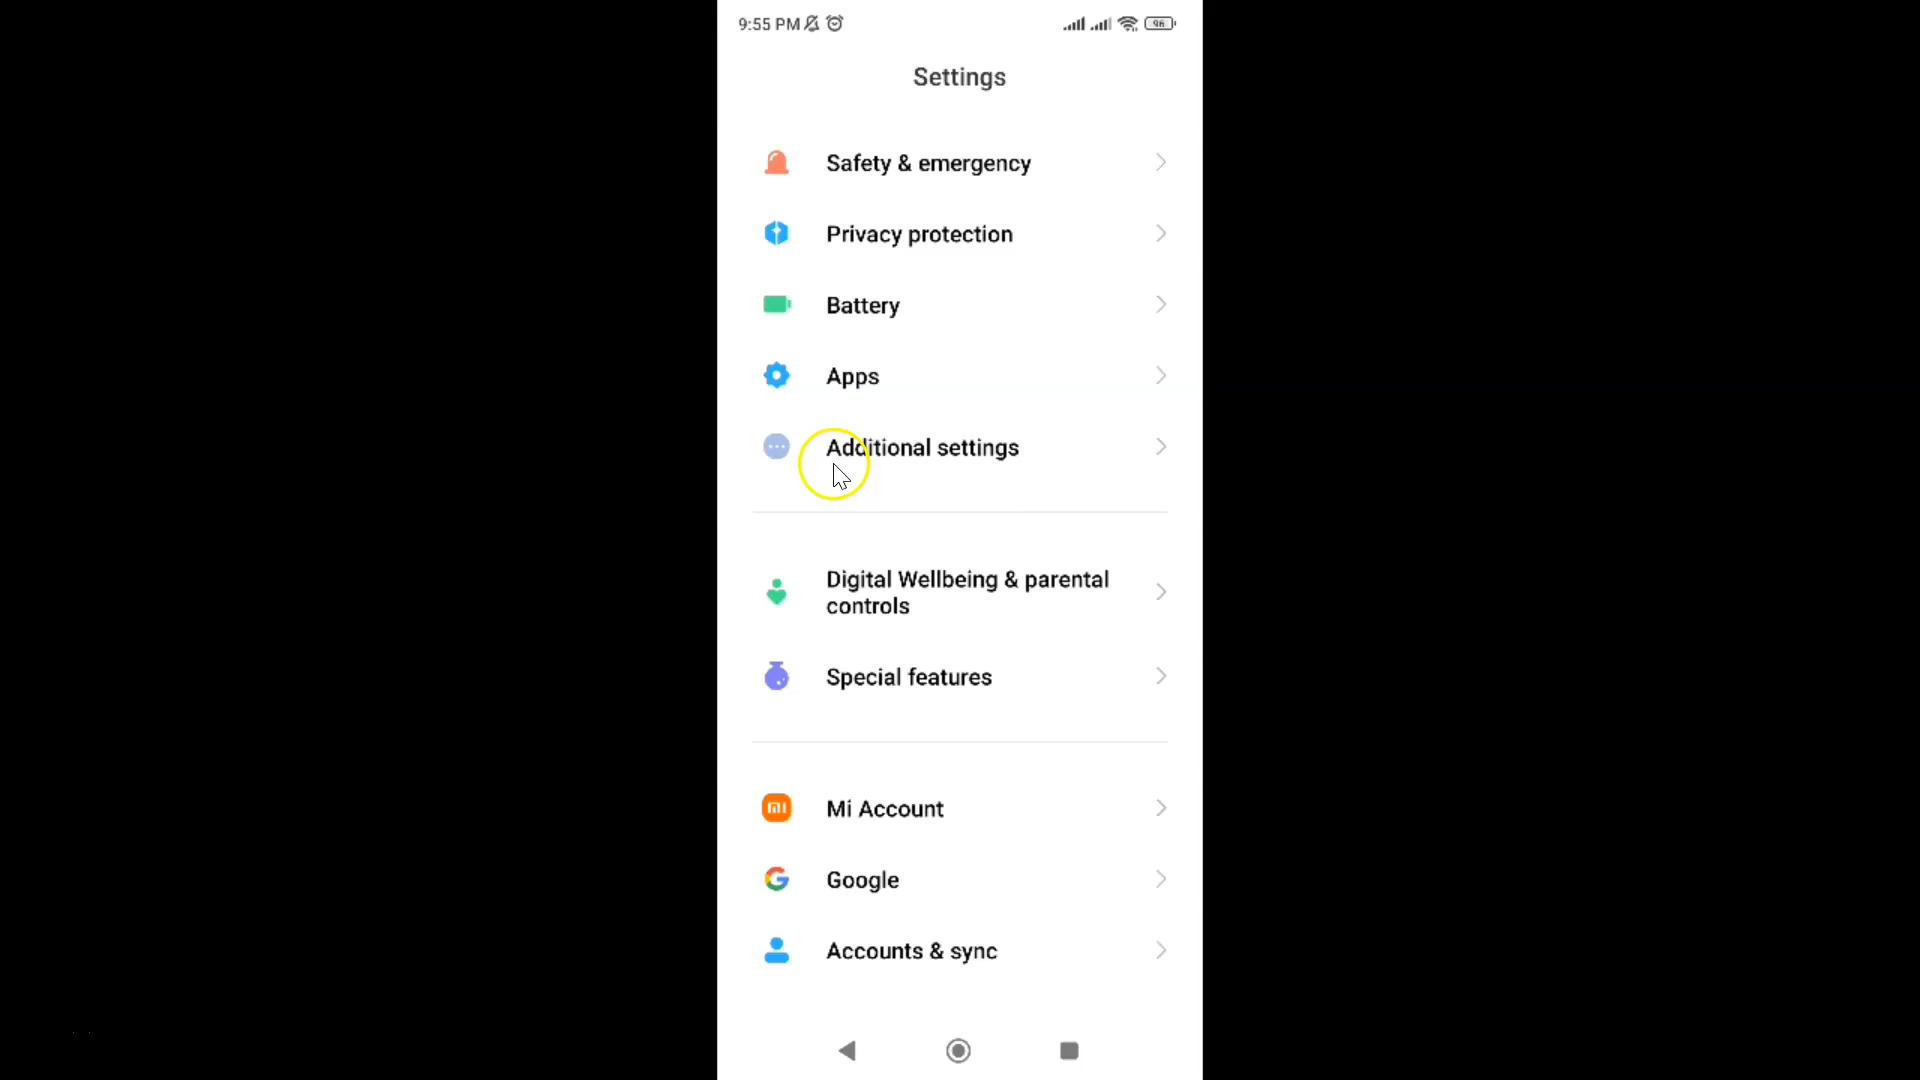 9:55 PM
96
Settings
Safety & emergency
Privacy protection
Battery
Apps
Additional settings
Digital Wellbeing & parental
controls
Special features
Mi Account
Google
Accounts & sync